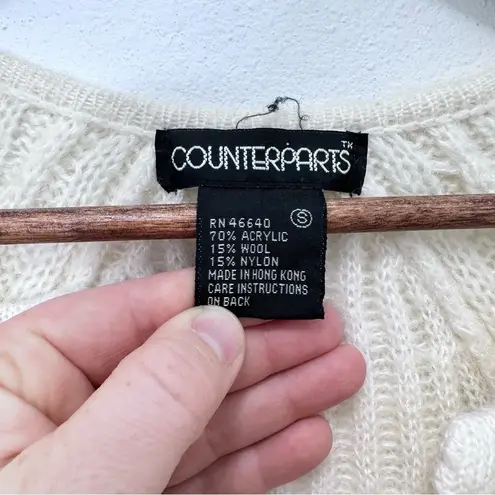 COUNTERPARTS™
RN 46640 Ⓢ
70% ACRYLIC
15% WOOL
15% NYLON
MADE IN HONG KONG
CARE INSTRUCTIONS
ON BACK